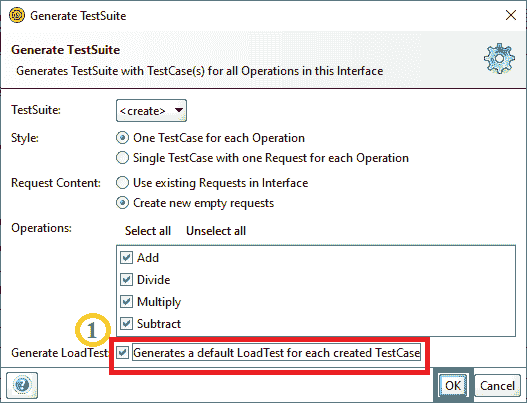 Generate TestSuite
Generate TestSuite
Generates TestSuite with TestCase(s) for all Operations in this Interface
TestSuite: <create>
Style: One TestCase for each Operation
Single TestCase with one Request for each Operation
Request Content: Use existing Requests in Interface
Create new empty requests
Operations: Select all Unselect all
Add
Divide
Multiply
Subtract
1
Generate LoadTest: Generates a default LoadTest for each created TestCase
? OK Cancel